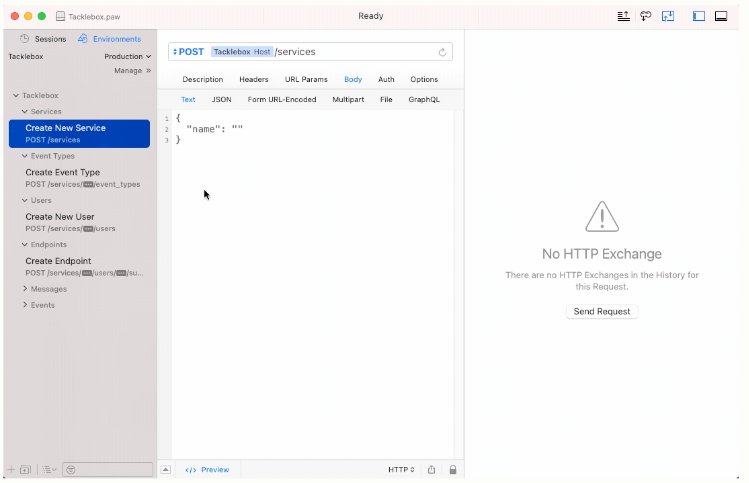 Tacklebox.paw
Ready
Sessions
Environments
Tacklebox
Production
Manage »
Tacklebox
Services
Create New Service
POST /services
Event Types
Create Event Type
POST /services/•••/event_types
Users
Create New User
POST /services/•••/users
Endpoints
Create Endpoint
POST /services/•••/users/•••/su...
Messages
Events
POST Tacklebox Host /services
Description Headers URL Params Body Auth Options
Text JSON Form URL-Encoded Multipart File GraphQL
1 {
2 "name": ""
3 }
</> Preview
HTTP
No HTTP Exchange
There are no HTTP Exchanges in the History for
this Request.
Send Request